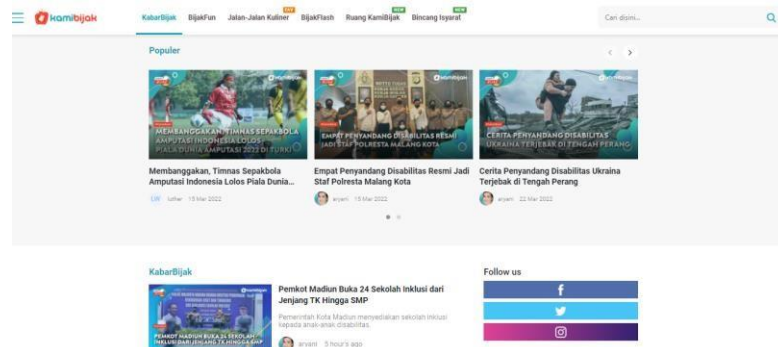 kamibijak
KabarBijak BijakFun Jalan-Jalan Kuliner BijakFlash Ruang KamiBijak Bincang Isyarat
FAV NEW NEW
Cari disini...
Populer
kamibijak
MEMBANGGAKAN, TIMNAS SEPAKBOLA
AMPUTASI INDONESIA LOLOS
PIALA DUNIA AMPUTASI 2022 DI TURKI
kamibijak
EMPAT PENYANDANG DISABILITAS RESMI
JADI STAF POLRESTA MALANG KOTA
kamibijak
CERITA PENYANDANG DISABILITAS
UKRAINA TERJEBAK DI TENGAH PERANG
Membanggakan, Timnas Sepakbola
Amputasi Indonesia Lolos Piala Dunia...
luther 15 Mar 2022
Empat Penyandang Disabilitas Resmi Jadi
Staf Polresta Malang Kota
aryani 15 Mar 2022
Cerita Penyandang Disabilitas Ukraina
Terjebak di Tengah Perang
aryani 22 Mar 2022
KabarBijak
PEMKOT MADIUN BUKA 24 SEKOLAH
INKLUSI DARI JENJANG TK HINGGA SMP
Pemkot Madiun Buka 24 Sekolah Inklusi dari
Jenjang TK Hingga SMP
Pemerintah Kota Madiun menyediakan sekolah inklusi
kepada anak-anak disabilitas.
aryani 5 hour's ago
Follow us